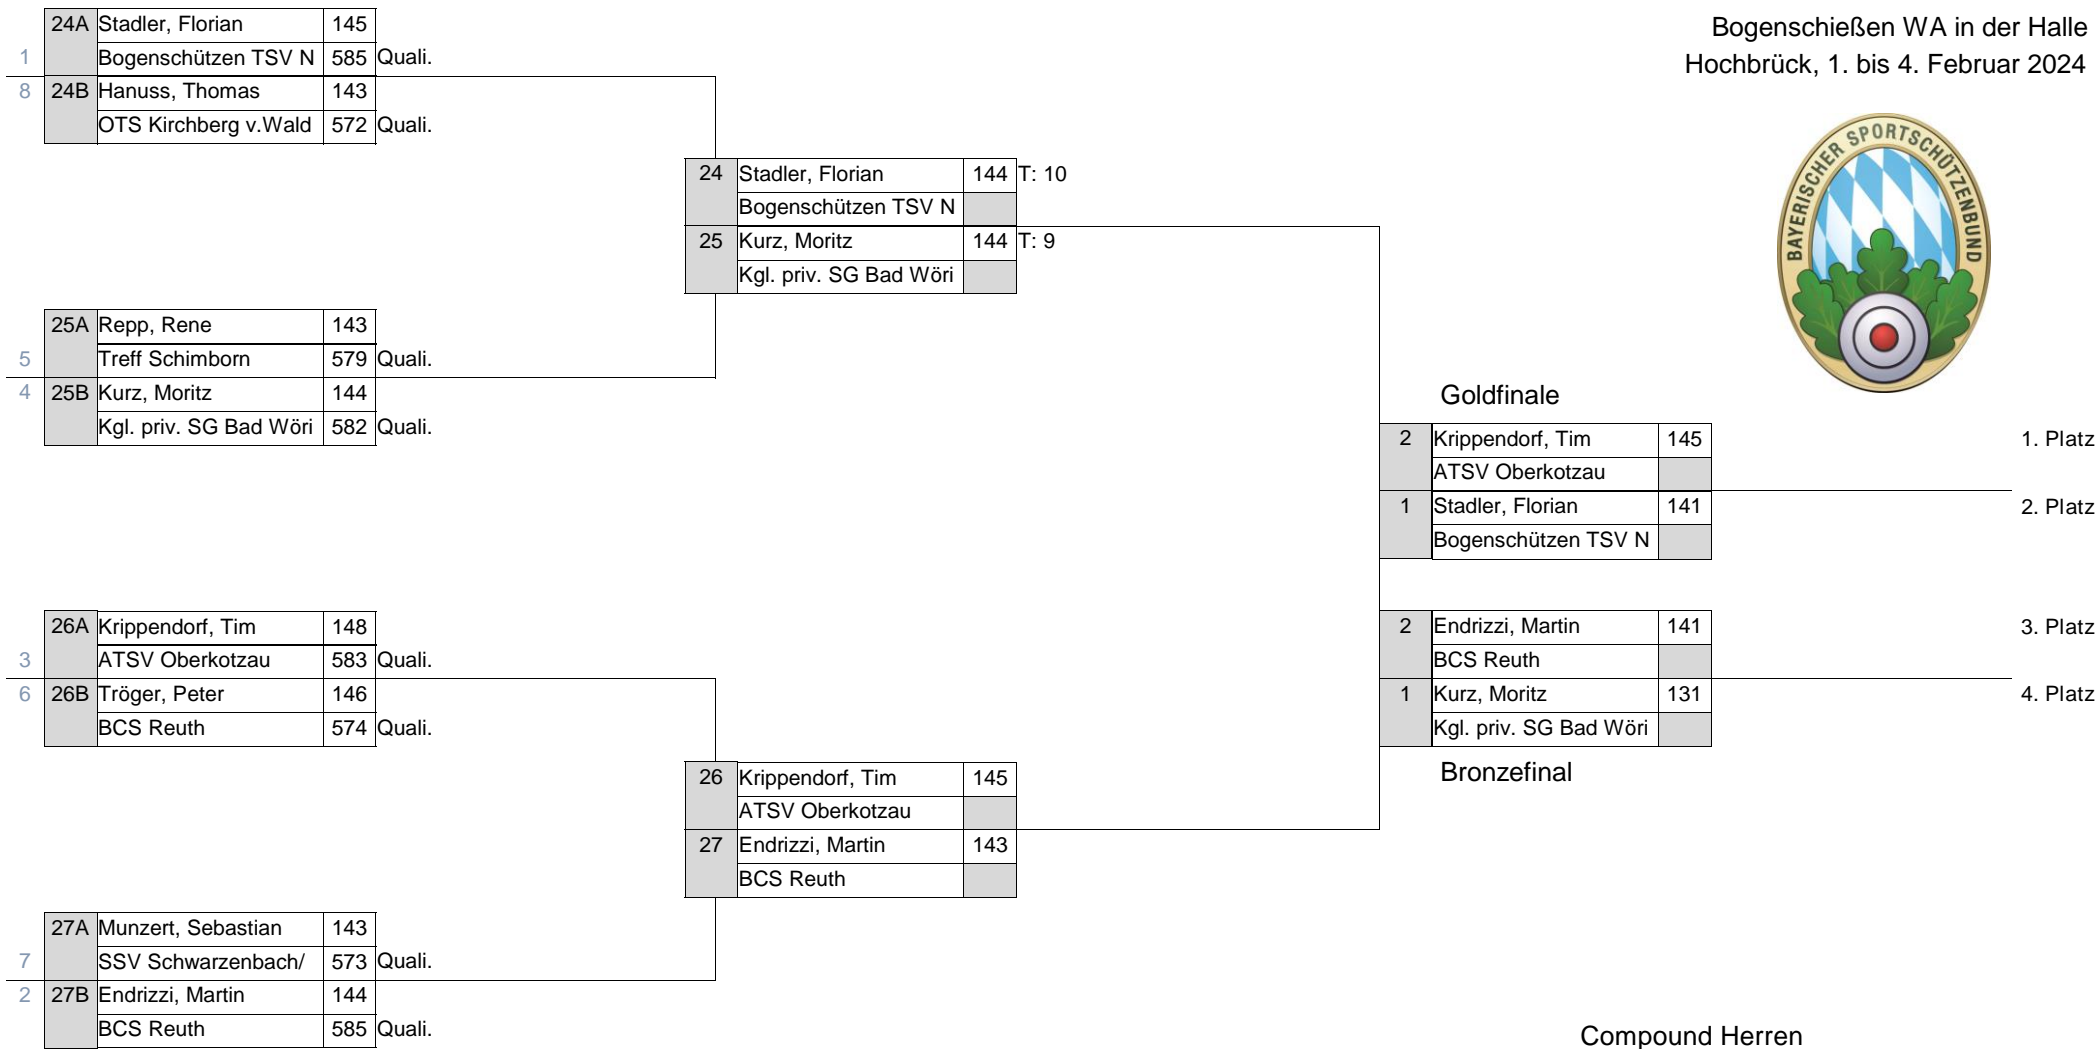 Bogenschießen WA in der Halle
Hochbrück, 1. bis 4. Februar 2024
BAYERISCHER SPORTSCHÜTZENBUND
24A Stadler, Florian 145
1 Bogenschützen TSV N 585 Quali.
8 24B Hanuss, Thomas 143
OTS Kirchberg v.Wald 572 Quali.
24 Stadler, Florian 144 T: 10
Bogenschützen TSV N
25 Kurz, Moritz 144 T: 9
Kgl. priv. SG Bad Wöri
25A Repp, Rene 143
5 Treff Schimborn 579 Quali.
4 25B Kurz, Moritz 144
Kgl. priv. SG Bad Wöri 582 Quali.
Goldfinale
2 Krippendorf, Tim 145 1. Platz
ATSV Oberkotzau
1 Stadler, Florian 141 2. Platz
Bogenschützen TSV N
26A Krippendorf, Tim 148
3 ATSV Oberkotzau 583 Quali.
6 26B Tröger, Peter 146
BCS Reuth 574 Quali.
2 Endrizzi, Martin 141 3. Platz
BCS Reuth
1 Kurz, Moritz 131 4. Platz
Kgl. priv. SG Bad Wöri
Bronzefinal
26 Krippendorf, Tim 145
ATSV Oberkotzau
27 Endrizzi, Martin 143
BCS Reuth
27A Munzert, Sebastian 143
7 SSV Schwarzenbach/ 573 Quali.
2 27B Endrizzi, Martin 144
BCS Reuth 585 Quali.
Compound Herren